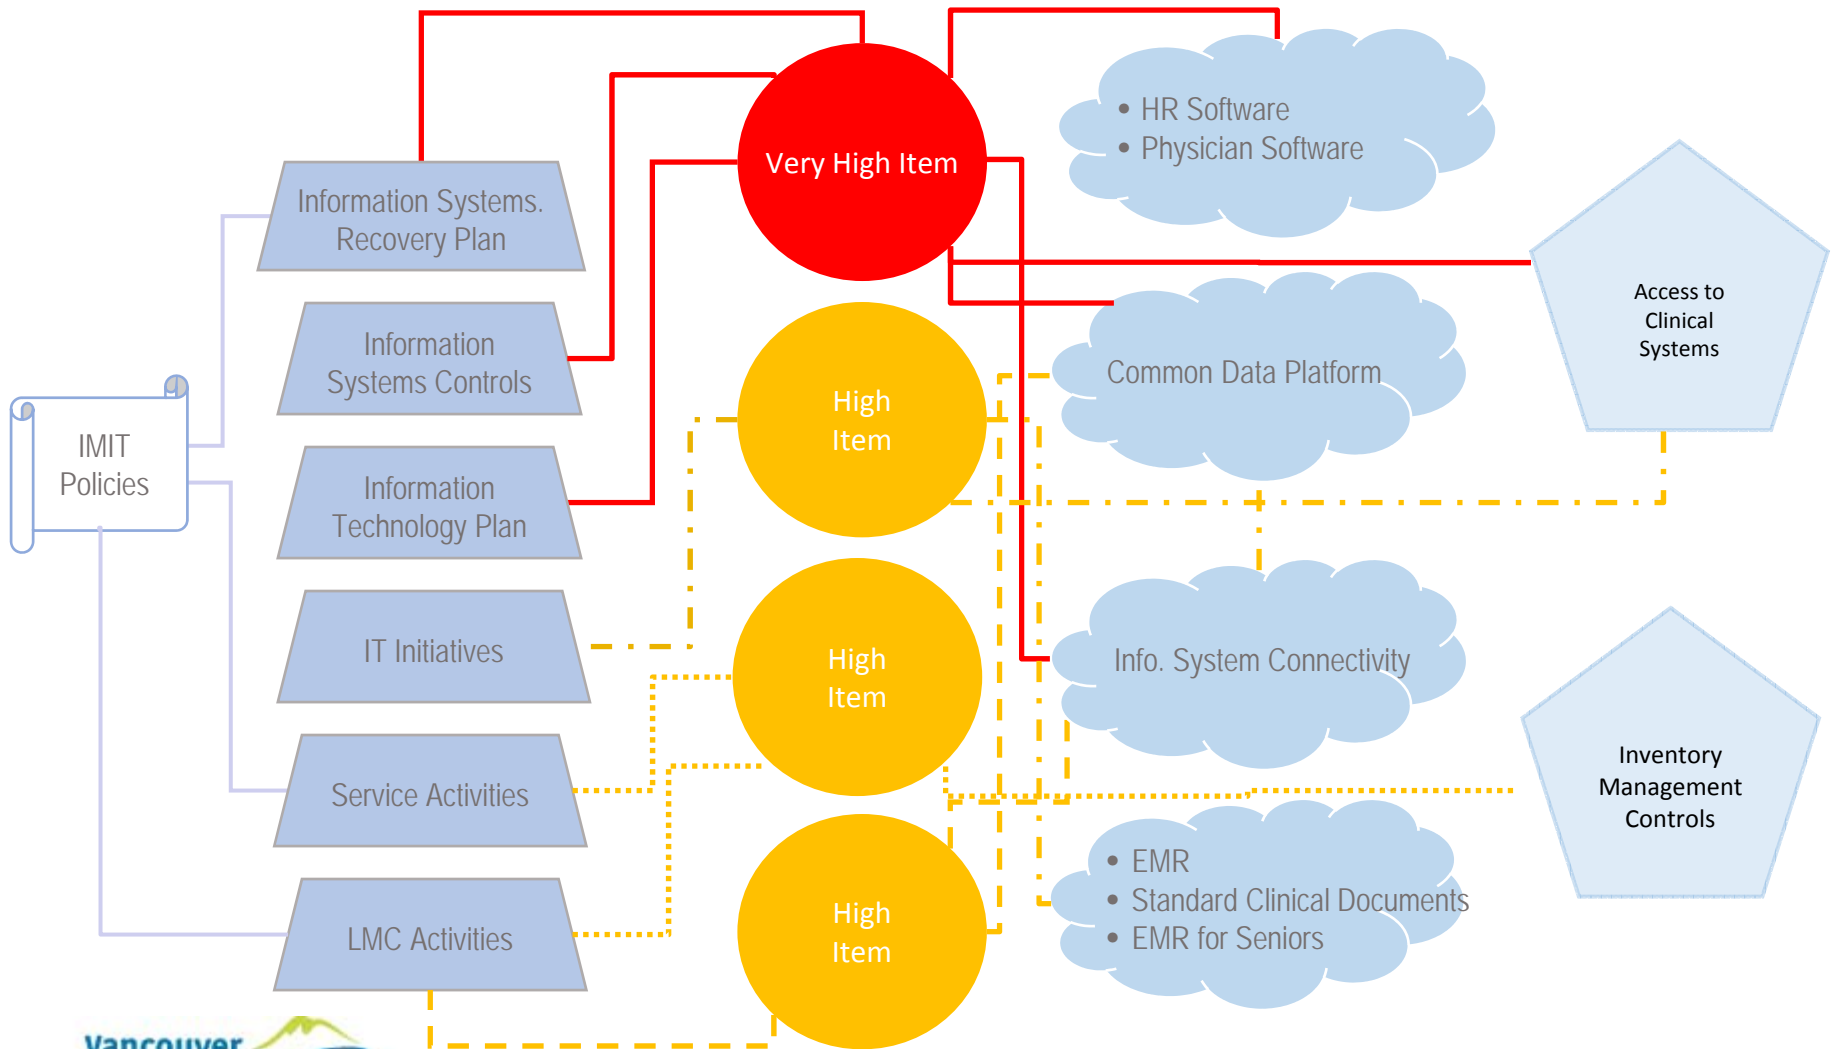 Very High Item
• HR Software
• Physician Software
Information Systems.
Recovery Plan
Access to
Clinical
Systems
Information
Systems Controls
Common Data Platform
High
Item
IMIT
Policies
Information
Technology Plan
IT Initiatives
High
Item
Info. System Connectivity
Inventory
Management
Controls
Service Activities
• EMR
• Standard Clinical Documents
• EMR for Seniors
LMC Activities
High
Item
Vancouver